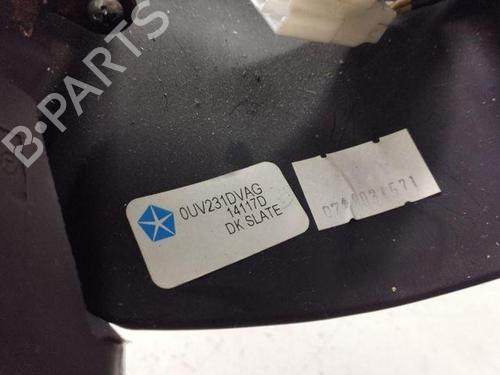 B-PARTS
0UV231DVAG
14117D
DK SLATE